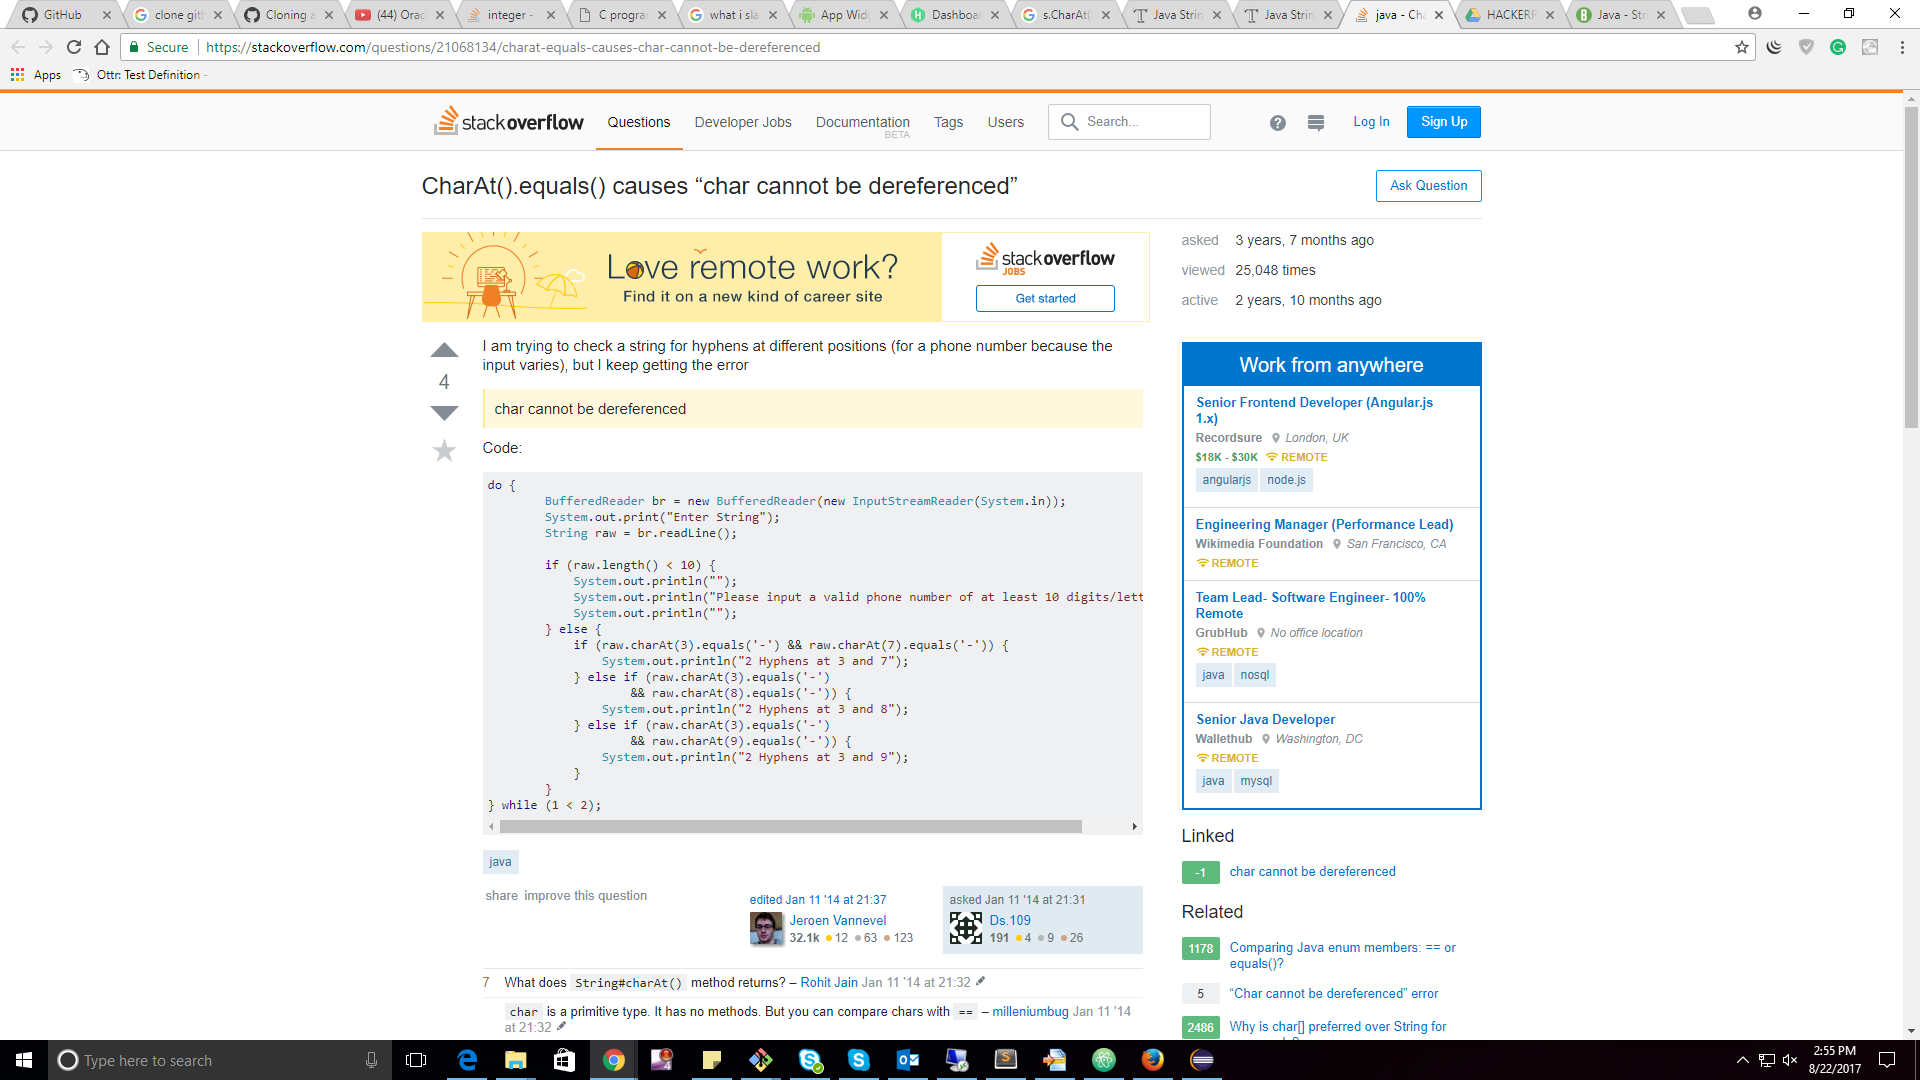 GitHub
clone gith
Cloning a
(44) Orac
integer -
C progran
what i sla
App Widg
Dashboar
s.CharAt(
Java Strin
Java Strin
java - Cha
HACKERR
Java - Str
Secure
https://stackoverflow.com/questions/21068134/charat-equals-causes-char-cannot-be-dereferenced
Apps
Ottr: Test Definition -
stackoverflow
Questions
Developer Jobs
Documentation
BETA
Tags
Users
Search...
Log In
Sign Up
CharAt().equals() causes “char cannot be dereferenced”
Ask Question
Love remote work?
Find it on a new kind of career site
stackoverflow
JOBS
Get started
asked 3 years, 7 months ago
viewed 25,048 times
active 2 years, 10 months ago
4
I am trying to check a string for hyphens at different positions (for a phone number because the
input varies), but I keep getting the error
char cannot be dereferenced
Code:
do {
BufferedReader br = new BufferedReader(new InputStreamReader(System.in));
System.out.print("Enter String");
String raw = br.readLine();
if (raw.length() < 10) {
System.out.println("");
System.out.println("Please input a valid phone number of at least 10 digits/lett
System.out.println("");
} else {
if (raw.charAt(3).equals('-') && raw.charAt(7).equals('-')) {
System.out.println("2 Hyphens at 3 and 7");
} else if (raw.charAt(3).equals('-')
&& raw.charAt(8).equals('-')) {
System.out.println("2 Hyphens at 3 and 8");
} else if (raw.charAt(3).equals('-')
&& raw.charAt(9).equals('-')) {
System.out.println("2 Hyphens at 3 and 9");
}
}
} while (1 < 2);
java
share improve this question
edited Jan 11 '14 at 21:37
Jeroen Vannevel
32.1k 12 63 123
asked Jan 11 '14 at 21:31
Ds.109
191 4 9 26
7 What does String#charAt() method returns? – Rohit Jain Jan 11 '14 at 21:32
char is a primitive type. It has no methods. But you can compare chars with == – milleniumbug Jan 11 '14
at 21:32
Work from anywhere
Senior Frontend Developer (Angular.js
1.x)
Recordsure London, UK
$18K - $30K REMOTE
angularjs node.js
Engineering Manager (Performance Lead)
Wikimedia Foundation San Francisco, CA
REMOTE
Team Lead- Software Engineer- 100%
Remote
GrubHub No office location
REMOTE
java nosql
Senior Java Developer
Wallethub Washington, DC
REMOTE
java mysql
Linked
-1 char cannot be dereferenced
Related
1178 Comparing Java enum members: == or
equals()?
5 “Char cannot be dereferenced” error
2486 Why is char[] preferred over String for
Type here to search
2:55 PM
8/22/2017